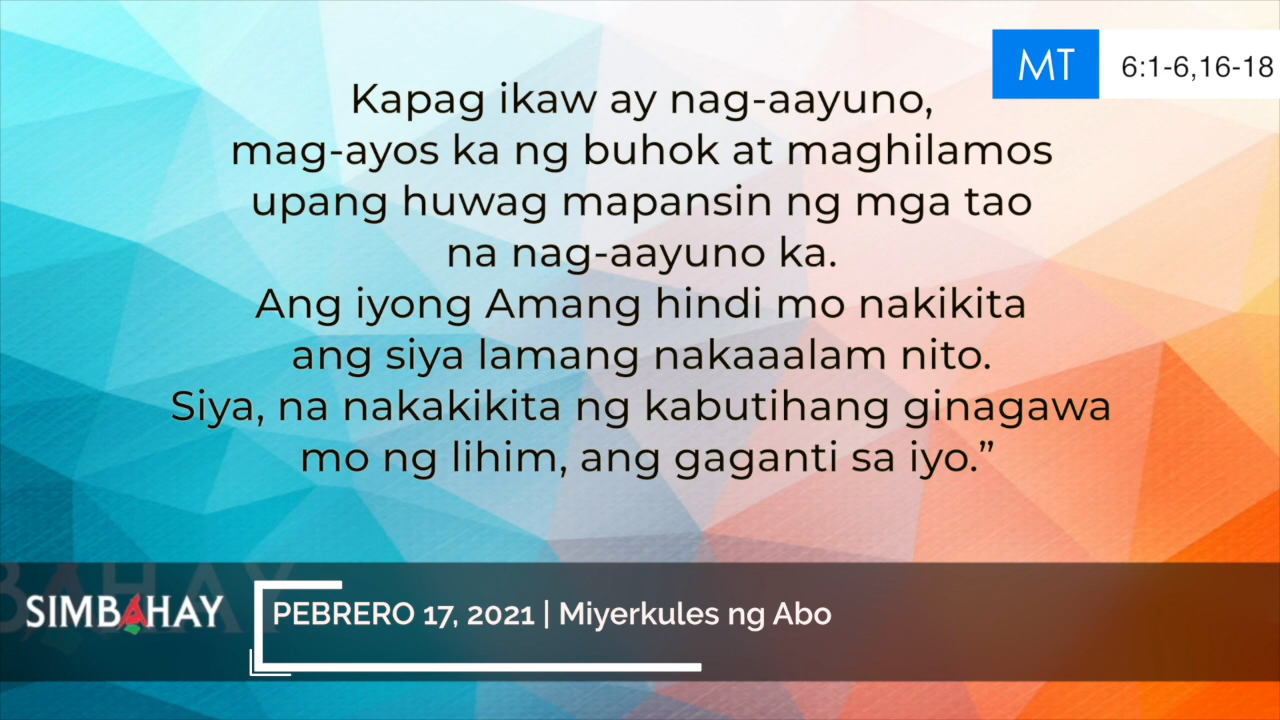 MT 6:1-6,16-18
Kapag ikaw ay nag-aayuno,
mag-ayos ka ng buhok at maghilamos
upang huwag mapansin ng mga tao
na nag-aayuno ka.
Ang iyong Amang hindi mo nakikita
ang siya lamang nakaaalam nito.
Siya, na nakakikita ng kabutihang ginagawa
mo ng lihim, ang gaganti sa iyo.”
SIMBAHAY
PEBRERO 17, 2021 | Miyerkules ng Abo